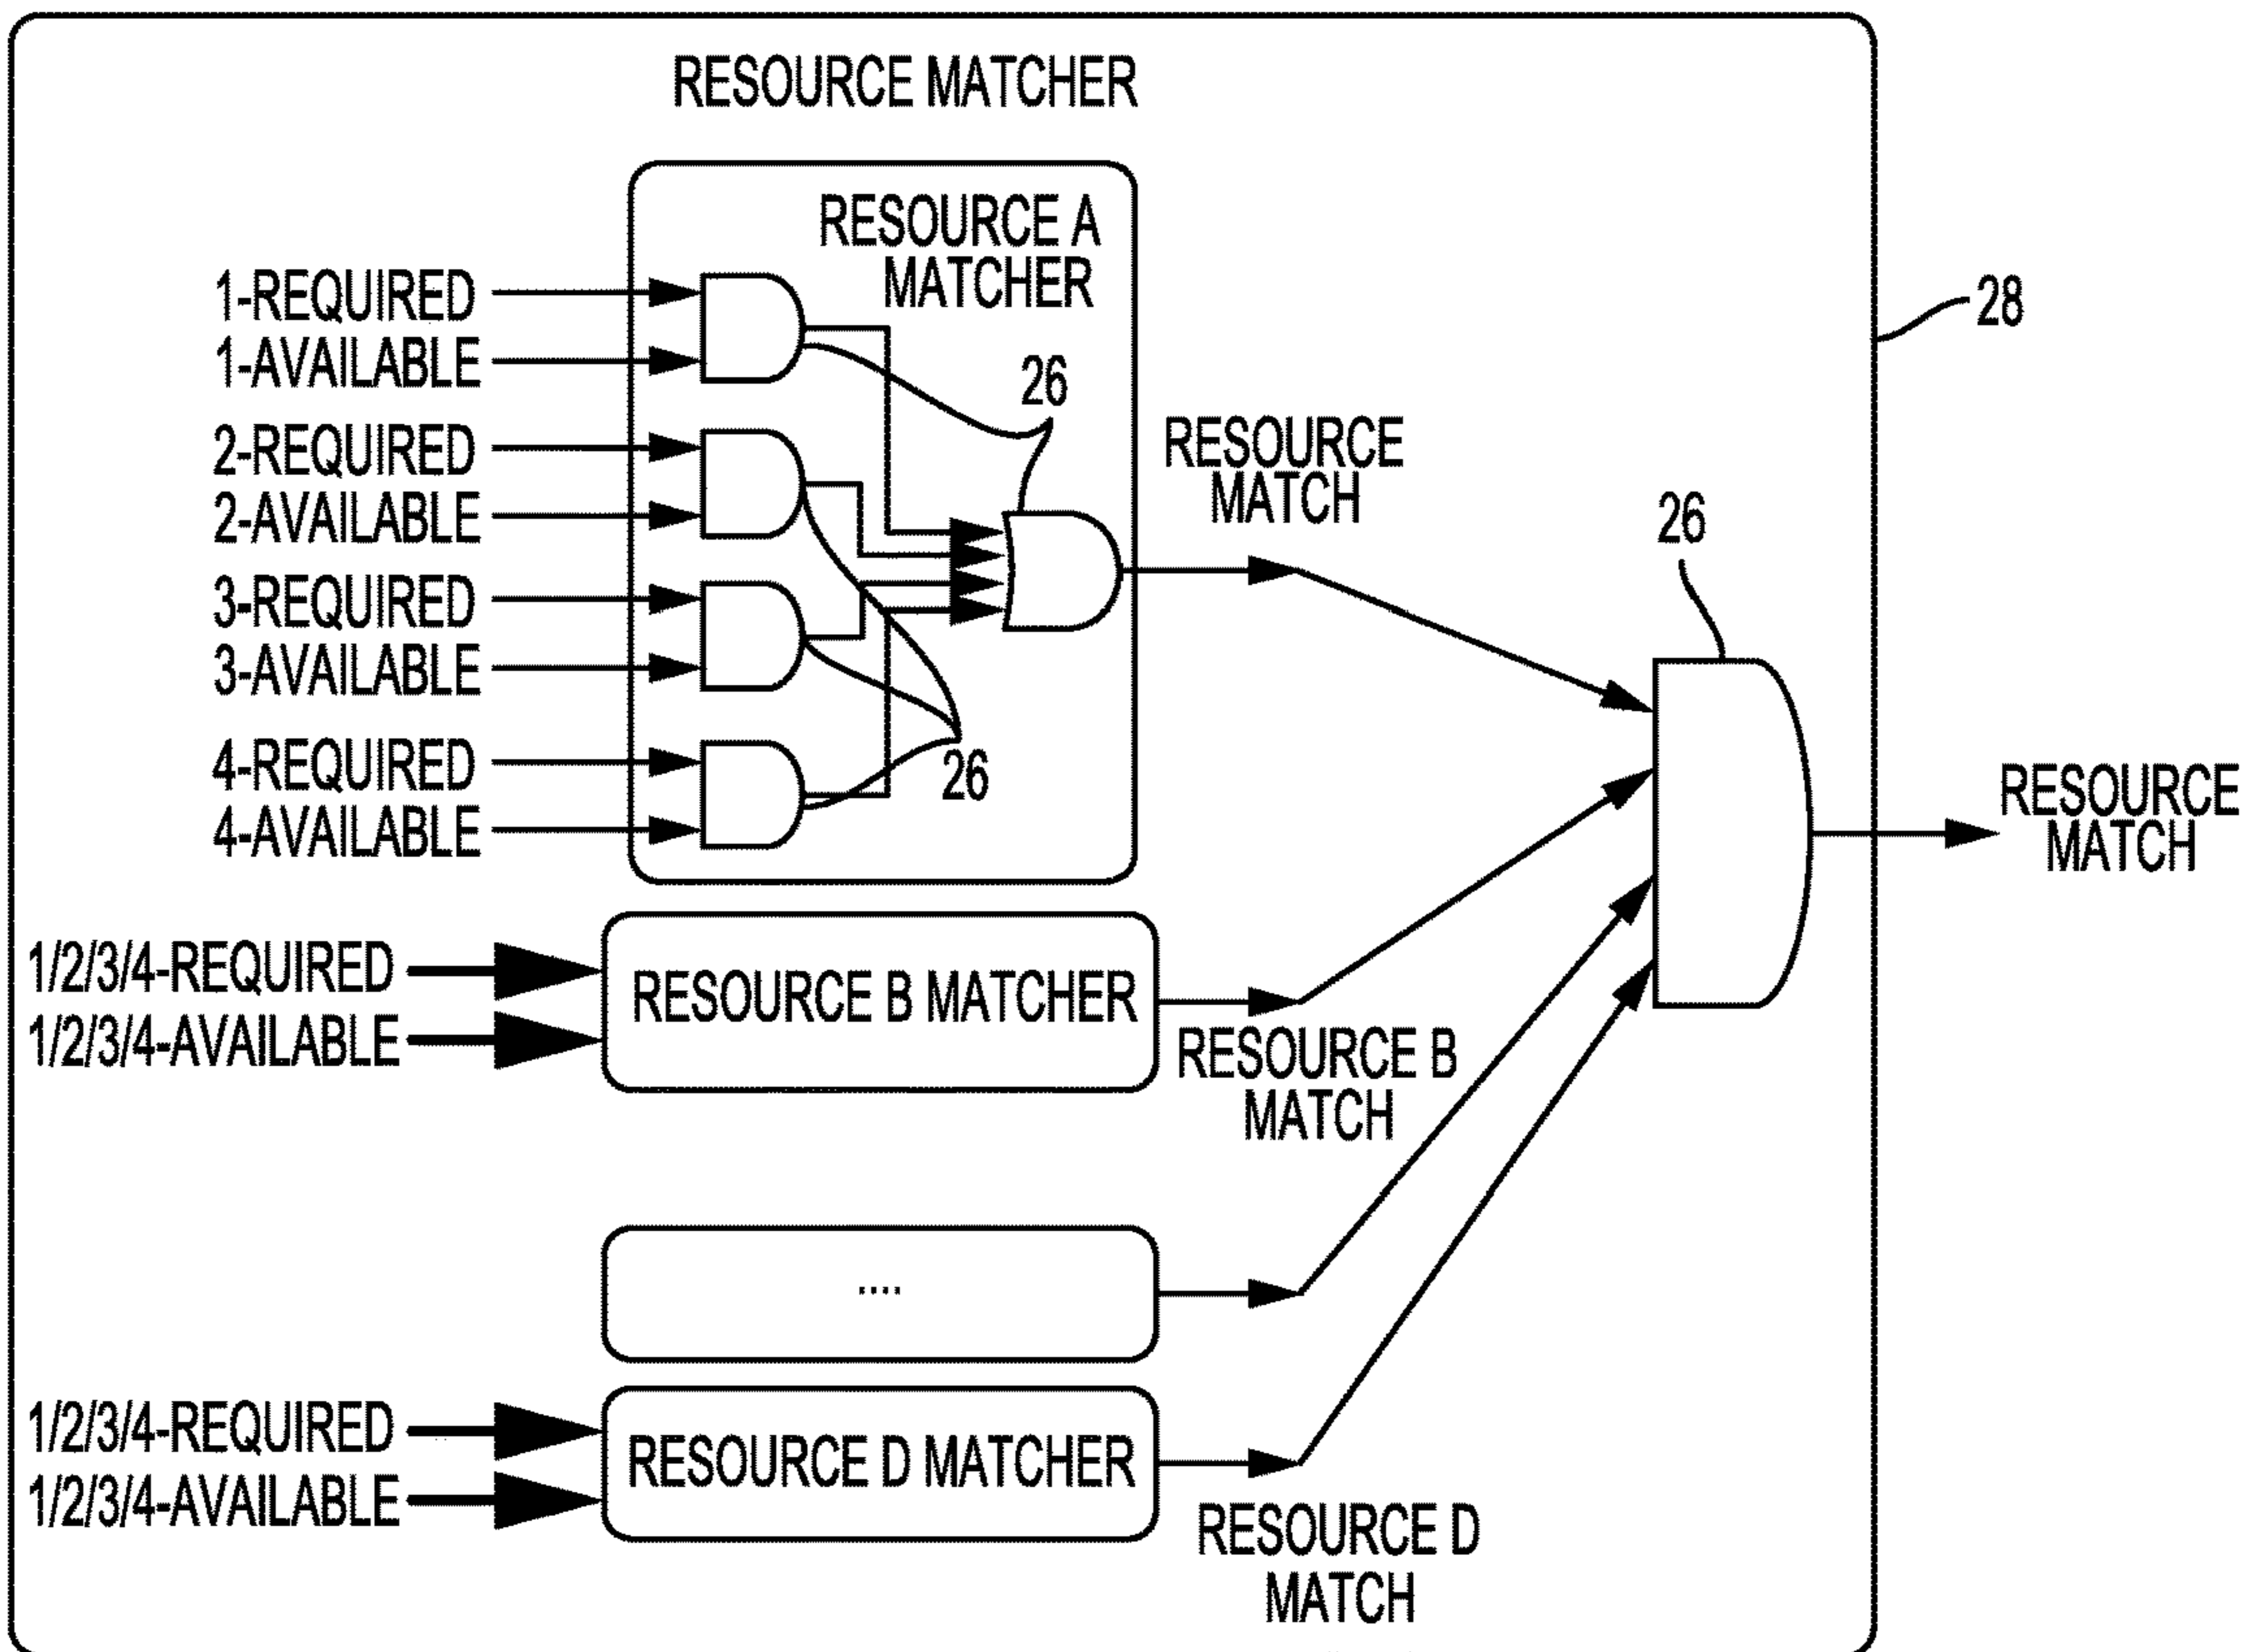 RESOURCE MATCHER
RESOURCE A
MATCHER
1-REQUIRED
1-AVAILABLE
28
26
2-REQUIRED
2-AVAILABLE
RESOURCE
MATCH
26
3-REQUIRED
3-AVAILABLE
4-REQUIRED
4-AVAILABLE
26
RESOURCE
MATCH
1/2/3/4-REQUIRED
1/2/3/4-AVAILABLE
RESOURCE B MATCHER
RESOURCE B
MATCH
....
1/2/3/4-REQUIRED
1/2/3/4-AVAILABLE
RESOURCE D MATCHER
RESOURCE D
MATCH